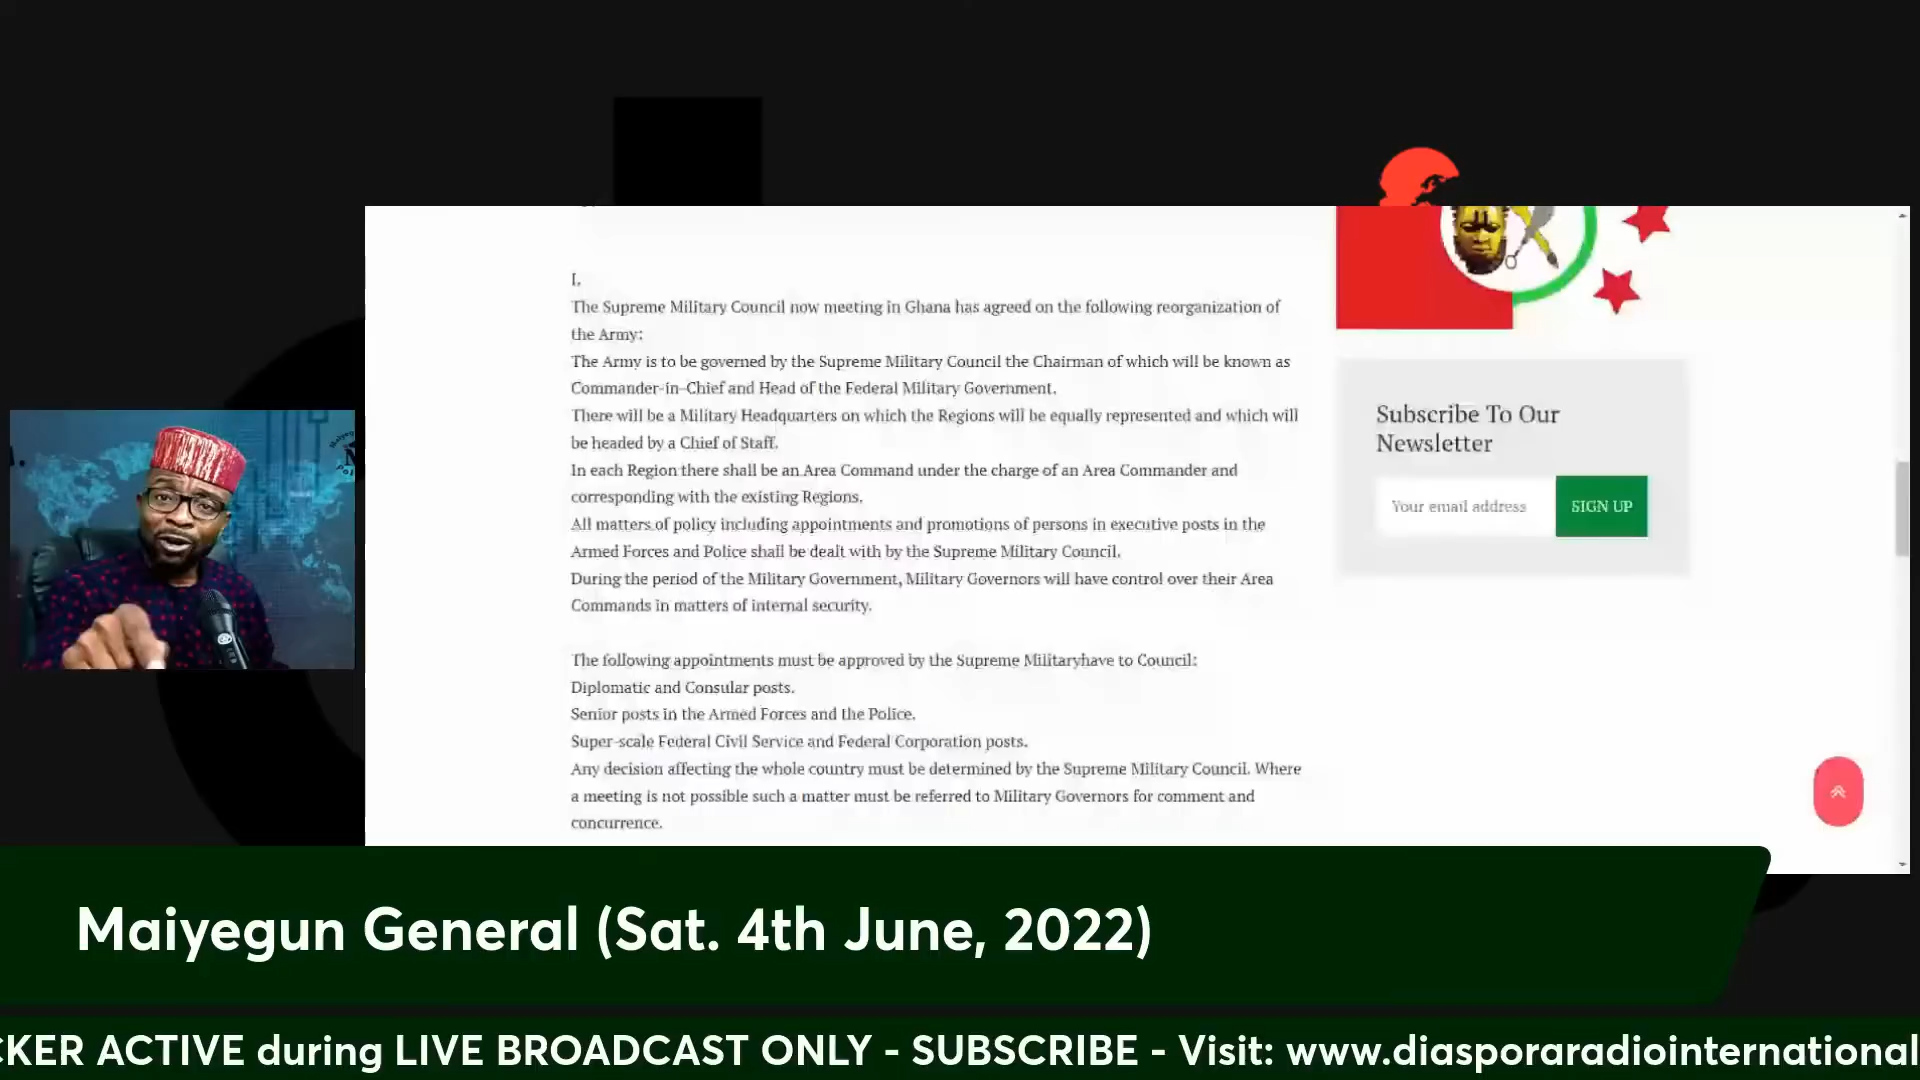 I.
The Supreme Military Council now meeting in Ghana has agreed on the following reorganization of
the Army:
The Army is to be governed by the Supreme Military Council the Chairman of which will be known as
Commander-in-Chief and Head of the Federal Military Government.
There will be a Military Headquarters on which the Regions will be equally represented and which will
be headed by a Chief of Staff.
In each Region there shall be an Area Command under the charge of an Area Commander and
corresponding with the existing Regions.
All matters of policy including appointments and promotions of persons in executive posts in the
Armed Forces and Police shall be dealt with by the Supreme Military Council.
During the period of the Military Government, Military Governors will have control over their Area
Commands in matters of internal security.
The following appointments must be approved by the Supreme Militaryhave to Council:
Diplomatic and Consular posts.
Senior posts in the Armed Forces and the Police.
Super-scale Federal Civil Service and Federal Corporation posts.
Any decision affecting the whole country must be determined by the Supreme Military Council. Where
a meeting is not possible such a matter must be referred to Military Governors for comment and
concurrence.
Subscribe To Our
Newsletter
Your email address
SIGN UP
Maiyegun General (Sat. 4th June, 2022)
CKER ACTIVE during LIVE BROADCAST ONLY - SUBSCRIBE - Visit: www.diasporaradiointernational